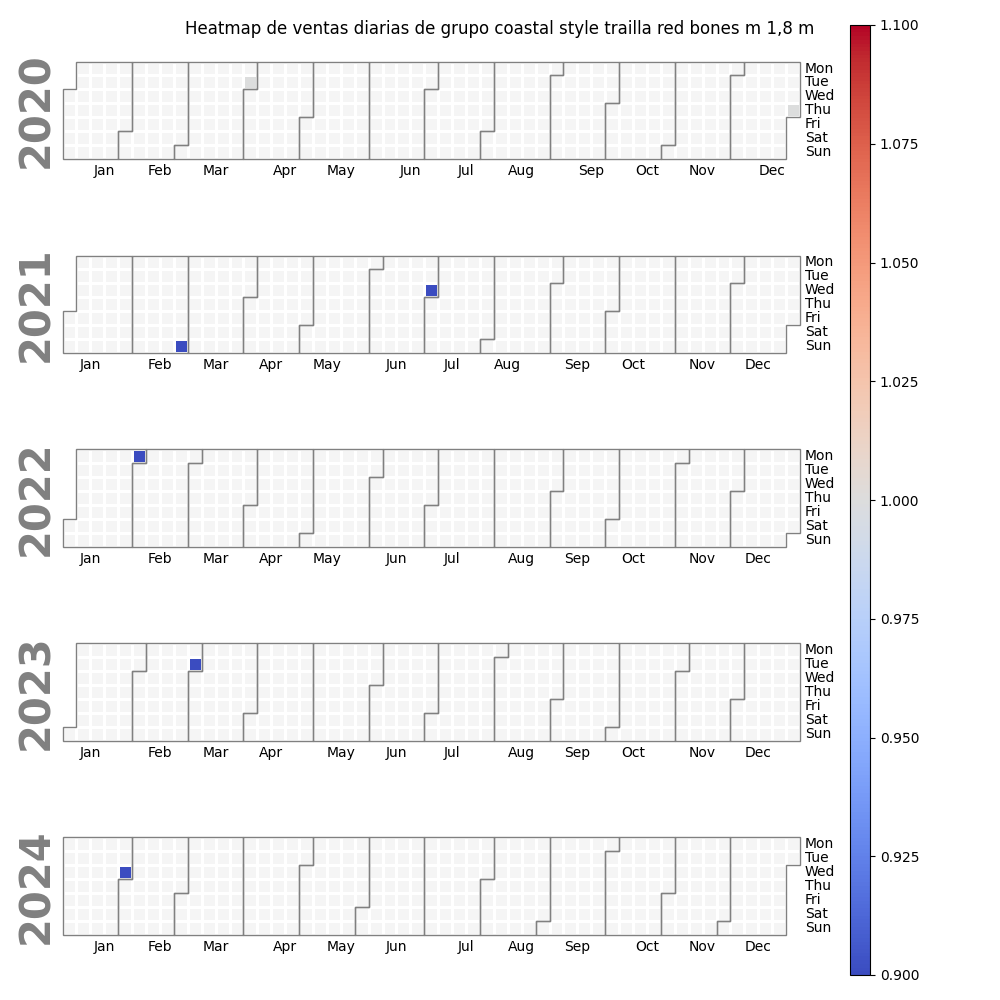 Heatmap de ventas diarias de grupo coastal style trailla red bones m 1,8 m
2020
Mon
Tue
Wed
Thu
Fri
Sat
Sun
Jan Feb Mar Apr May Jun Jul Aug Sep Oct Nov Dec
2021
Mon
Tue
Wed
Thu
Fri
Sat
Sun
Jan Feb Mar Apr May Jun Jul Aug Sep Oct Nov Dec
2022
Mon
Tue
Wed
Thu
Fri
Sat
Sun
Jan Feb Mar Apr May Jun Jul Aug Sep Oct Nov Dec
2023
Mon
Tue
Wed
Thu
Fri
Sat
Sun
Jan Feb Mar Apr May Jun Jul Aug Sep Oct Nov Dec
2024
Mon
Tue
Wed
Thu
Fri
Sat
Sun
Jan Feb Mar Apr May Jun Jul Aug Sep Oct Nov Dec
1.100
1.075
1.050
1.025
1.000
0.975
0.950
0.925
0.900